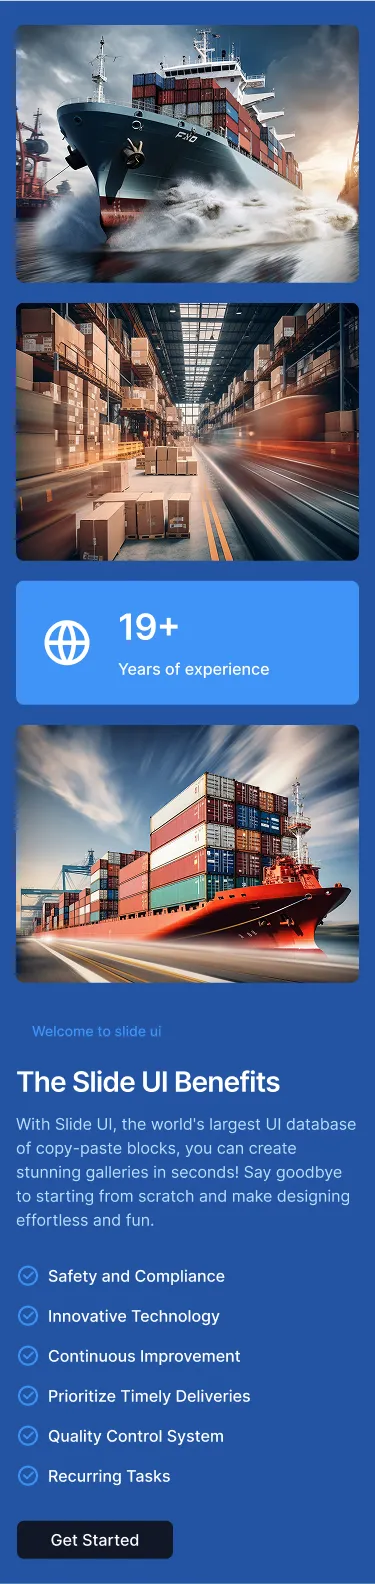 19+
Years of experience
Welcome to slide ui
The Slide UI Benefits
With Slide UI, the world's largest UI database
of copy-paste blocks, you can create
stunning galleries in seconds! Say goodbye
to starting from scratch and make designing
effortless and fun.
Safety and Compliance
Innovative Technology
Continuous Improvement
Prioritize Timely Deliveries
Quality Control System
Recurring Tasks
Get Started